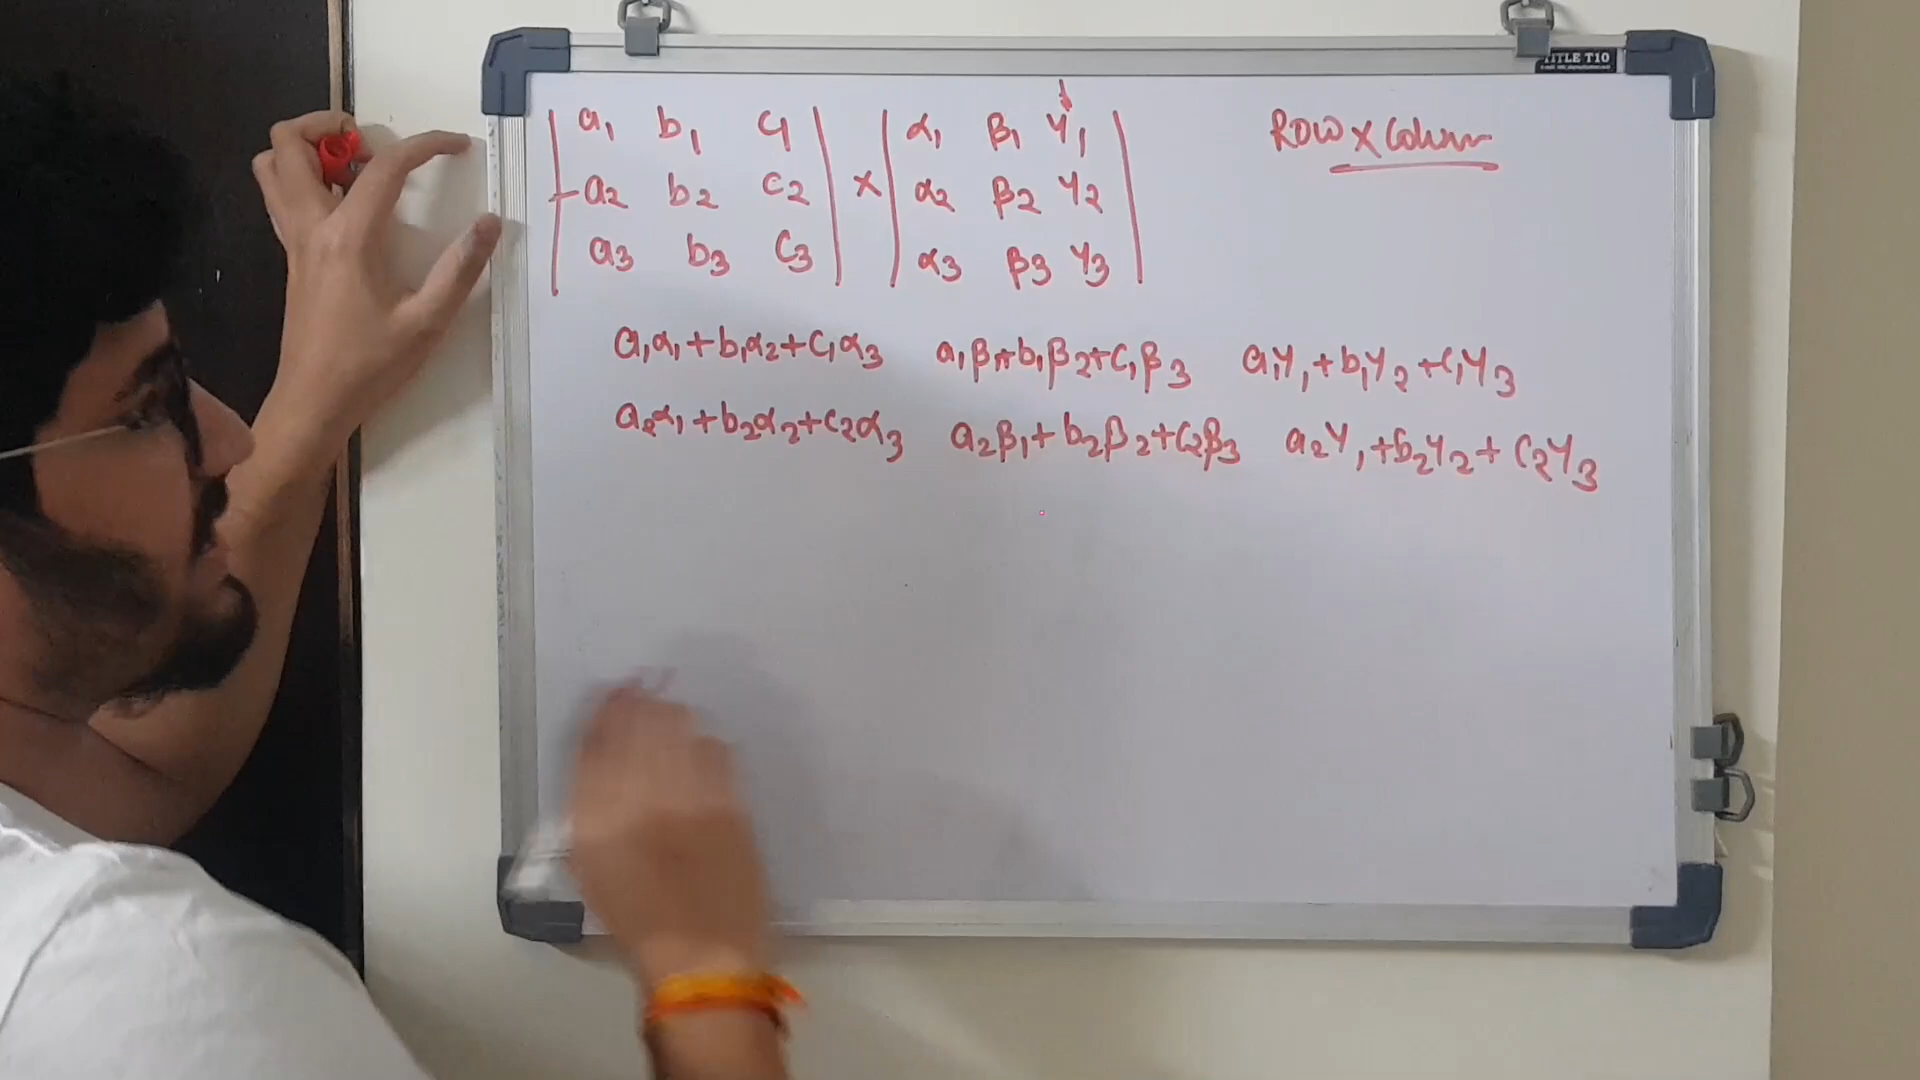 TITLE T10
| a₁ b₁ c₁ | | α₁ β₁ γ₁ | ROW X Column
| a₂ b₂ c₂ | x | α₂ β₂ γ₂ |
| a₃ b₃ c₃ | | α₃ β₃ γ₃ |
a₁α₁+b₁α₂+c₁α₃ a₁β₁+b₁β₂+c₁β₃ a₁γ₁+b₁γ₂+c₁γ₃
a₂α₁+b₂α₂+c₂α₃ a₂β₁+b₂β₂+c₂β₃ a₂γ₁+b₂γ₂+c₂γ₃